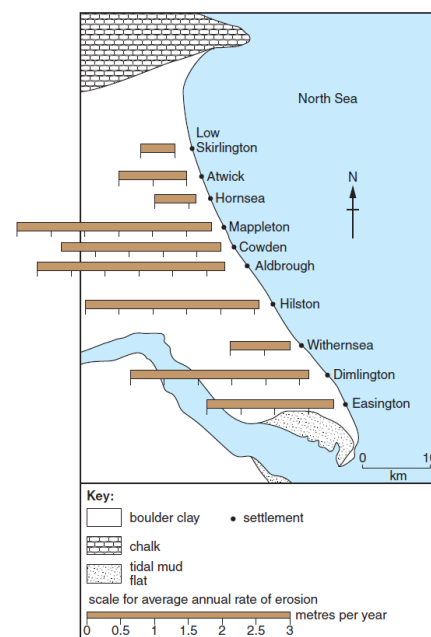 North Sea
Low
Skirlington
N
Atwick
Hornsea
Mappleton
Cowden
Aldbrough
Hilston
Withernsea
Dimlington
Easington
0 10
km
Key:
boulder clay
settlement
chalk
tidal mud
flat
scale for average annual rate of erosion
metres per year
0 0.5 1 1.5 2 2.5 3